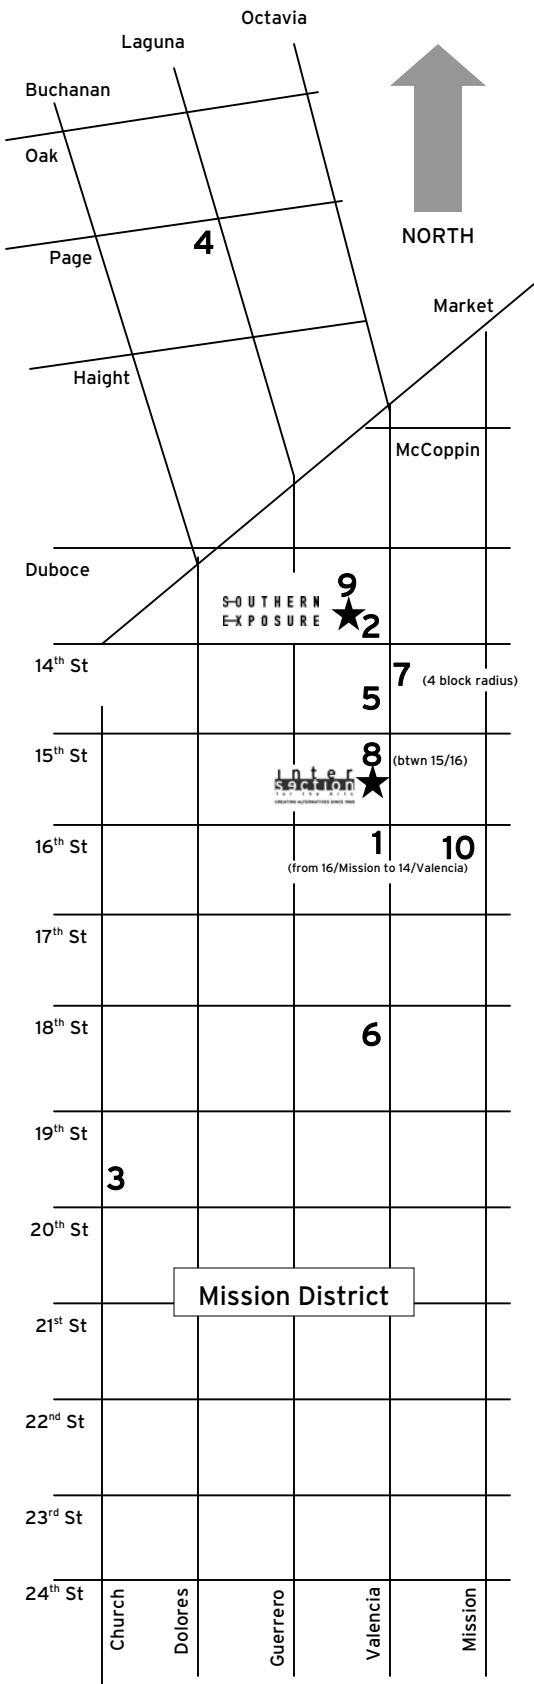 Octavia
Laguna
Buchanan
Oak
NORTH
4
Page
Market
Haight
McCoppin
Duboce
9
SOUTHERN
EXPOSURE
2
14th St
7 (4 block radius)
5
15th St
8 (btwn 15/16)
inter
section
for the arts
CREATING ALTERNATIVES SINCE 1965
16th St
1
10
(from 16/Mission to 14/Valencia)
17th St
18th St
6
19th St
3
20th St
Mission District
21st St
22nd St
23rd St
24th St
Church
Dolores
Guerrero
Valencia
Mission